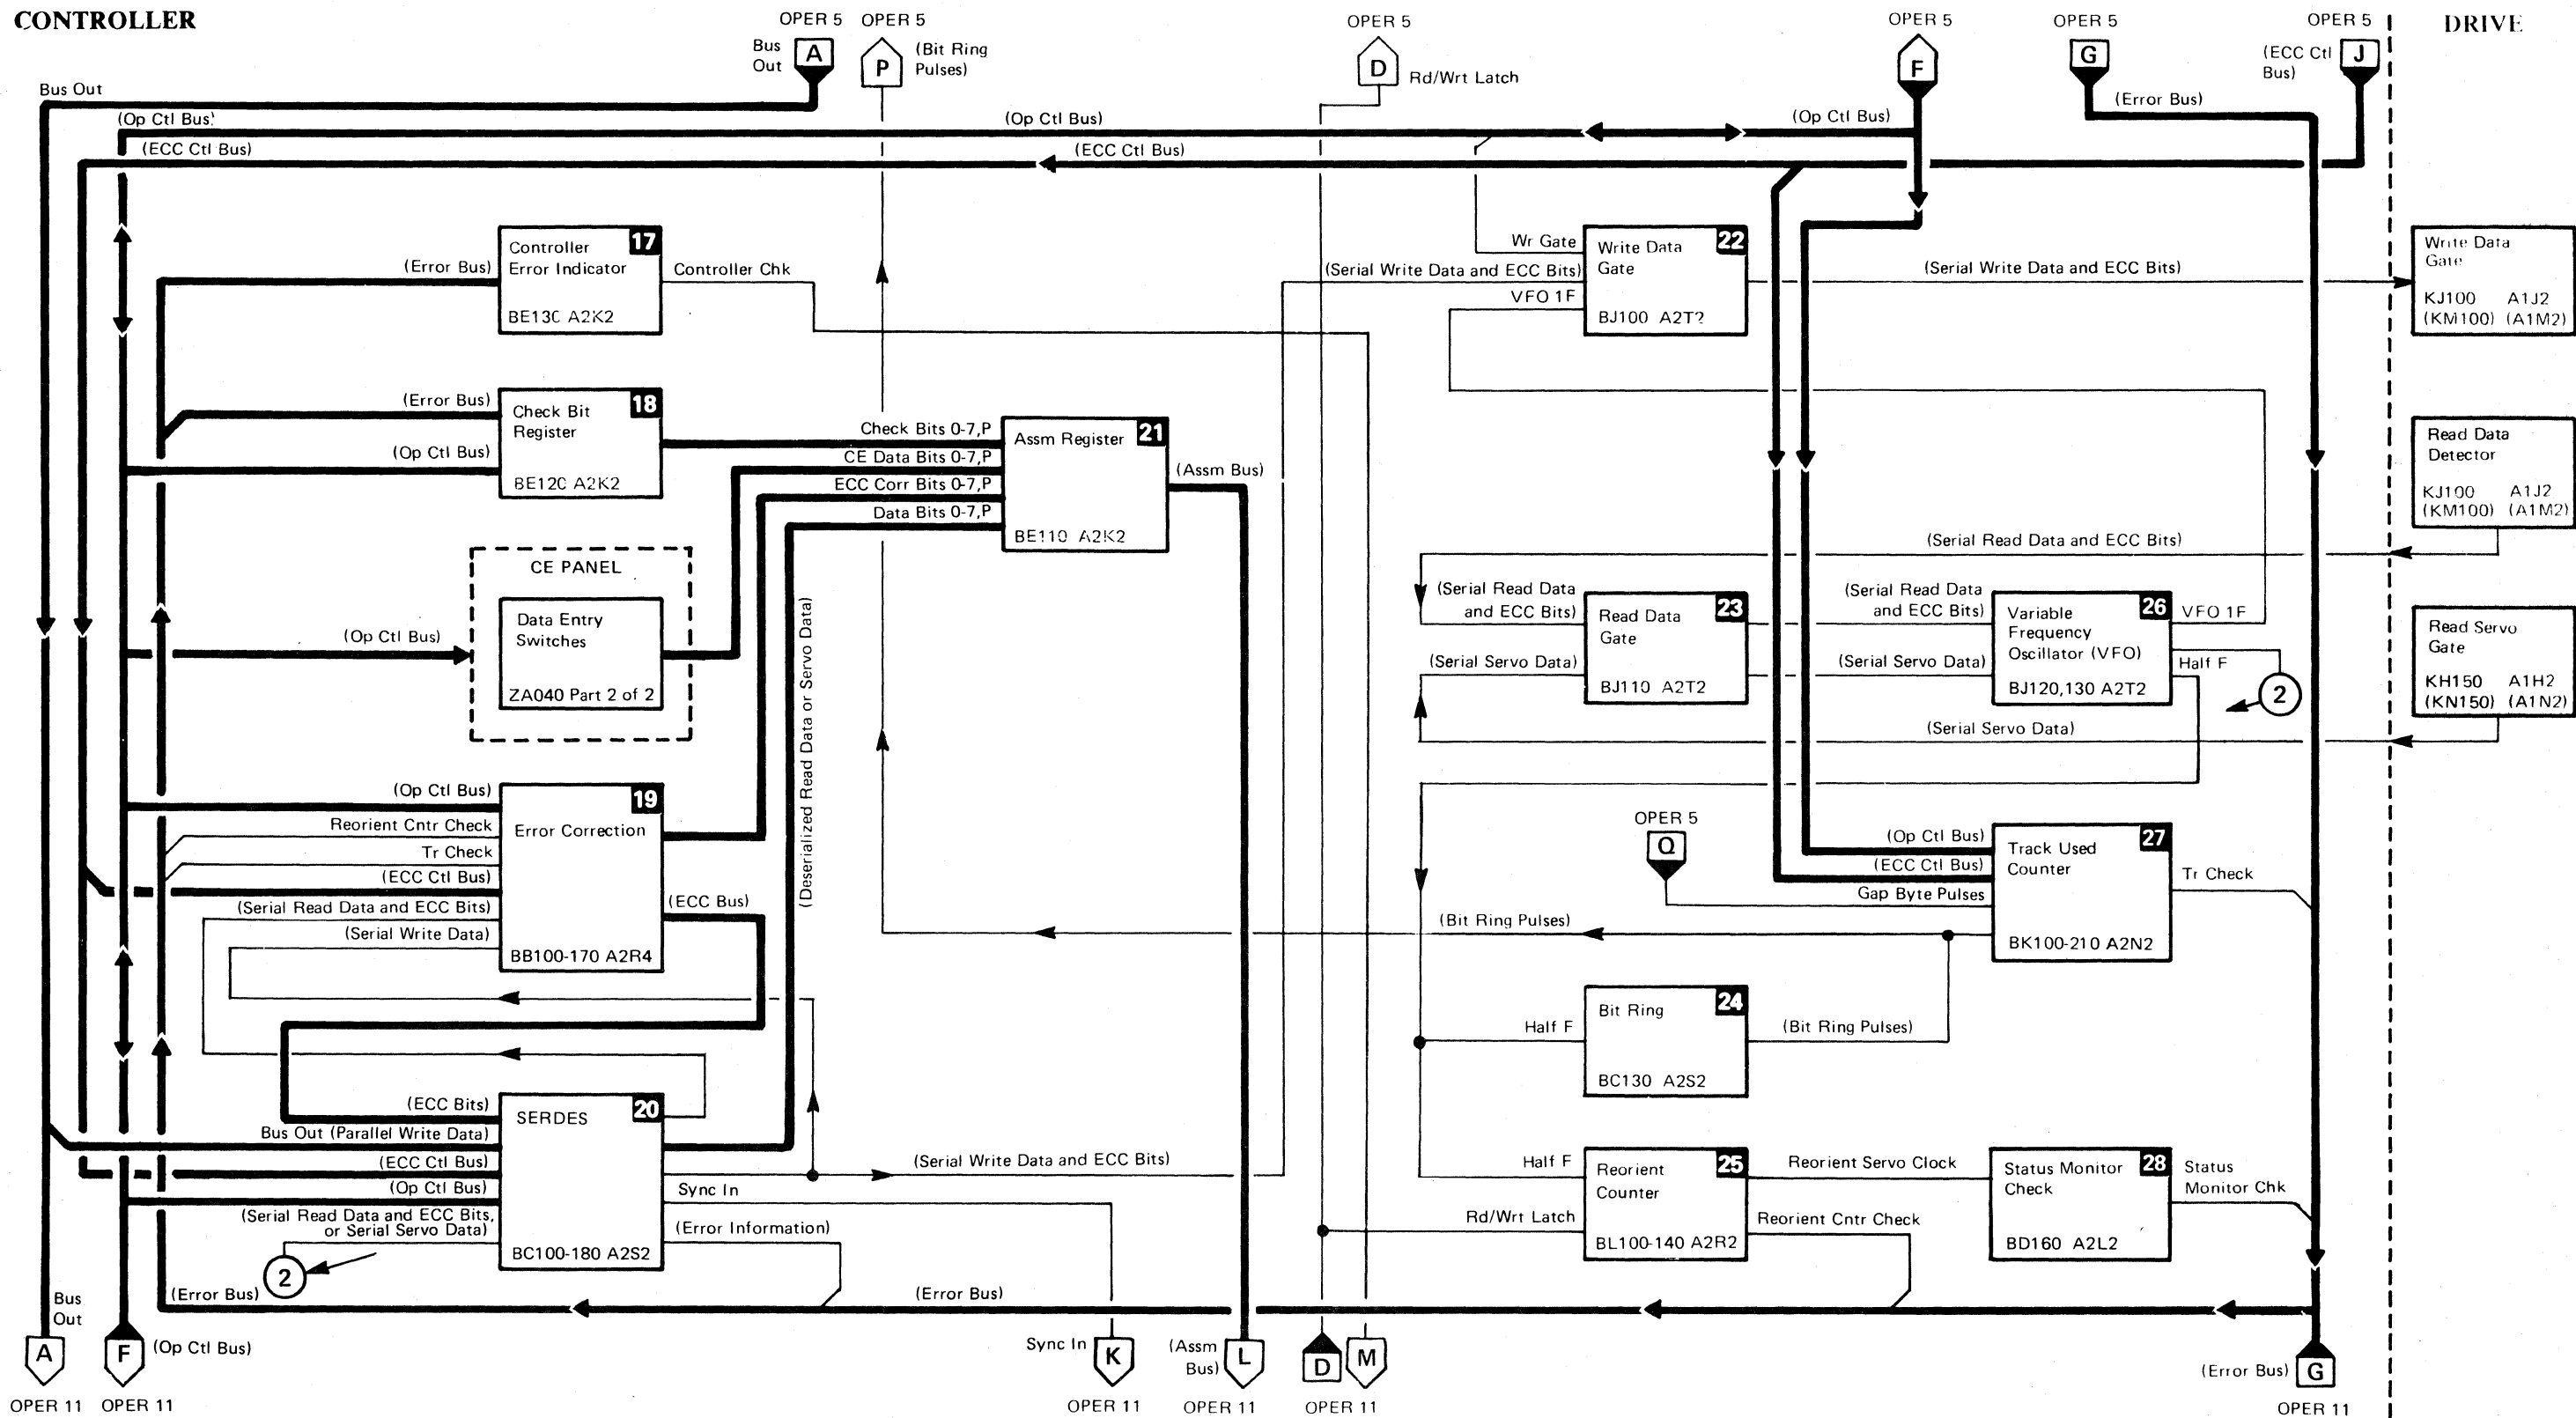 CONTROLLER
OPER 5
OPER 5
OPER 5
OPER 5
OPER 5
OPER 5
DRIVE
Bus
Out
A
P
(Bit Ring
Pulses)
D
Rd/Wrt Latch
F
G
(ECC Ctl
Bus)
J
Bus Out
(Error Bus)
(Op Ctl Bus)
(Op Ctl Bus)
(Op Ctl Bus)
(ECC Ctl Bus)
(ECC Ctl Bus)
(Error Bus)
Controller
Error Indicator
17
BE130 A2K2
Controller Chk
Wr Gate
(Serial Write Data and ECC Bits)
VFO 1F
Write Data
Gate
22
BJ100 A2T?
(Serial Write Data and ECC Bits)
Write Data
Gate
KJ100 A1J2
(KM100) (A1M2)
(Error Bus)
(Op Ctl Bus)
Check Bit
Register
18
BE120 A2K2
Check Bits 0-7,P
CE Data Bits 0-7,P
ECC Corr Bits 0-7,P
Data Bits 0-7,P
Assm Register
21
BE110 A2K2
(Assm Bus)
Read Data
Detector
KJ100 A1J2
(KM100) (A1M2)
(Serial Read Data and ECC Bits)
CE PANEL
(Op Ctl Bus)
Data Entry
Switches
ZA040 Part 2 of 2
(Deserialized Read Data or Servo Data)
(Serial Read Data
and ECC Bits)
(Serial Servo Data)
Read Data
Gate
23
BJ110 A2T2
(Serial Read Data
and ECC Bits)
(Serial Servo Data)
Variable
Frequency
Oscillator (VFO)
26
BJ120,130 A2T2
VFO 1F
Half F
2
Read Servo
Gate
KH150 A1H2
(KN150) (A1N2)
(Serial Servo Data)
(Op Ctl Bus)
Reorient Cntr Check
Tr Check
(ECC Ctl Bus)
(Serial Read Data and ECC Bits)
(Serial Write Data)
Error Correction
19
BB100-170 A2R4
(ECC Bus)
OPER 5
Q
(Op Ctl Bus)
(ECC Ctl Bus)
Gap Byte Pulses
Track Used
Counter
27
BK100-210 A2N2
Tr Check
(Bit Ring Pulses)
Half F
Bit Ring
24
BC130 A2S2
(Bit Ring Pulses)
(ECC Bits)
Bus Out (Parallel Write Data)
(ECC Ctl Bus)
(Op Ctl Bus)
(Serial Read Data and ECC Bits,
or Serial Servo Data)
2
SERDES
20
BC100-180 A2S2
(Serial Write Data and ECC Bits)
Sync In
(Error Information)
Half F
Rd/Wrt Latch
Reorient
Counter
25
BL100-140 A2R2
Reorient Servo Clock
Reorient Cntr Check
Status Monitor
Check
28
BD160 A2L2
Status
Monitor Chk
(Error Bus)
(Error Bus)
Bus
Out
A
F
(Op Ctl Bus)
Sync In
K
(Assm
Bus)
L
D
M
(Error Bus)
G
OPER 11
OPER 11
OPER 11
OPER 11
OPER 11
OPER 11